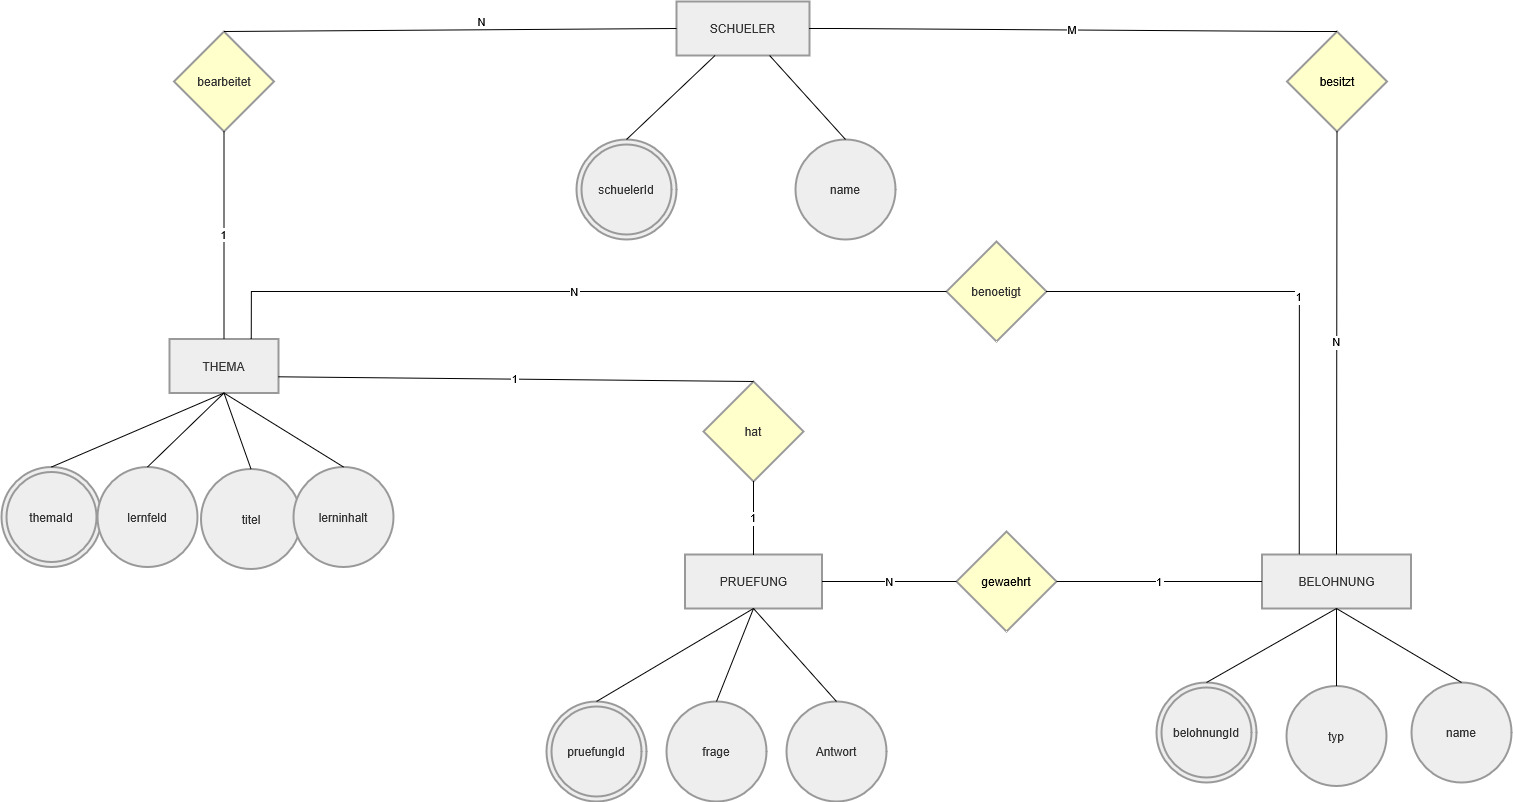 N
SCHUELER
M
bearbeitet
besitzt
schuelerId
name
1
benoetigt
N
1
N
THEMA
1
hat
themaId
lernfeld
titel
lerninhalt
1
PRUEFUNG
N
gewaehrt
1
BELOHNUNG
pruefungId
frage
Antwort
belohnungId
typ
name